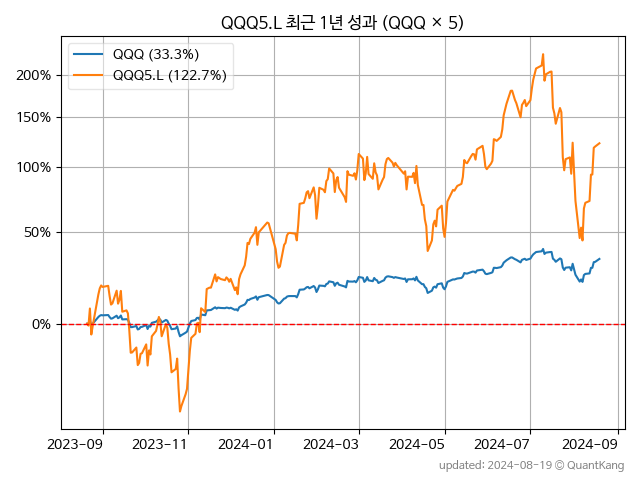 QQQ5.L 최근 1년 성과 (QQQ × 5)
QQQ (33.3%)
QQQ5.L (122.7%)
200%
150%
100%
50%
0%
2023-09 2023-11 2024-01 2024-03 2024-05 2024-07 2024-09
updated: 2024-08-19 © QuantKang